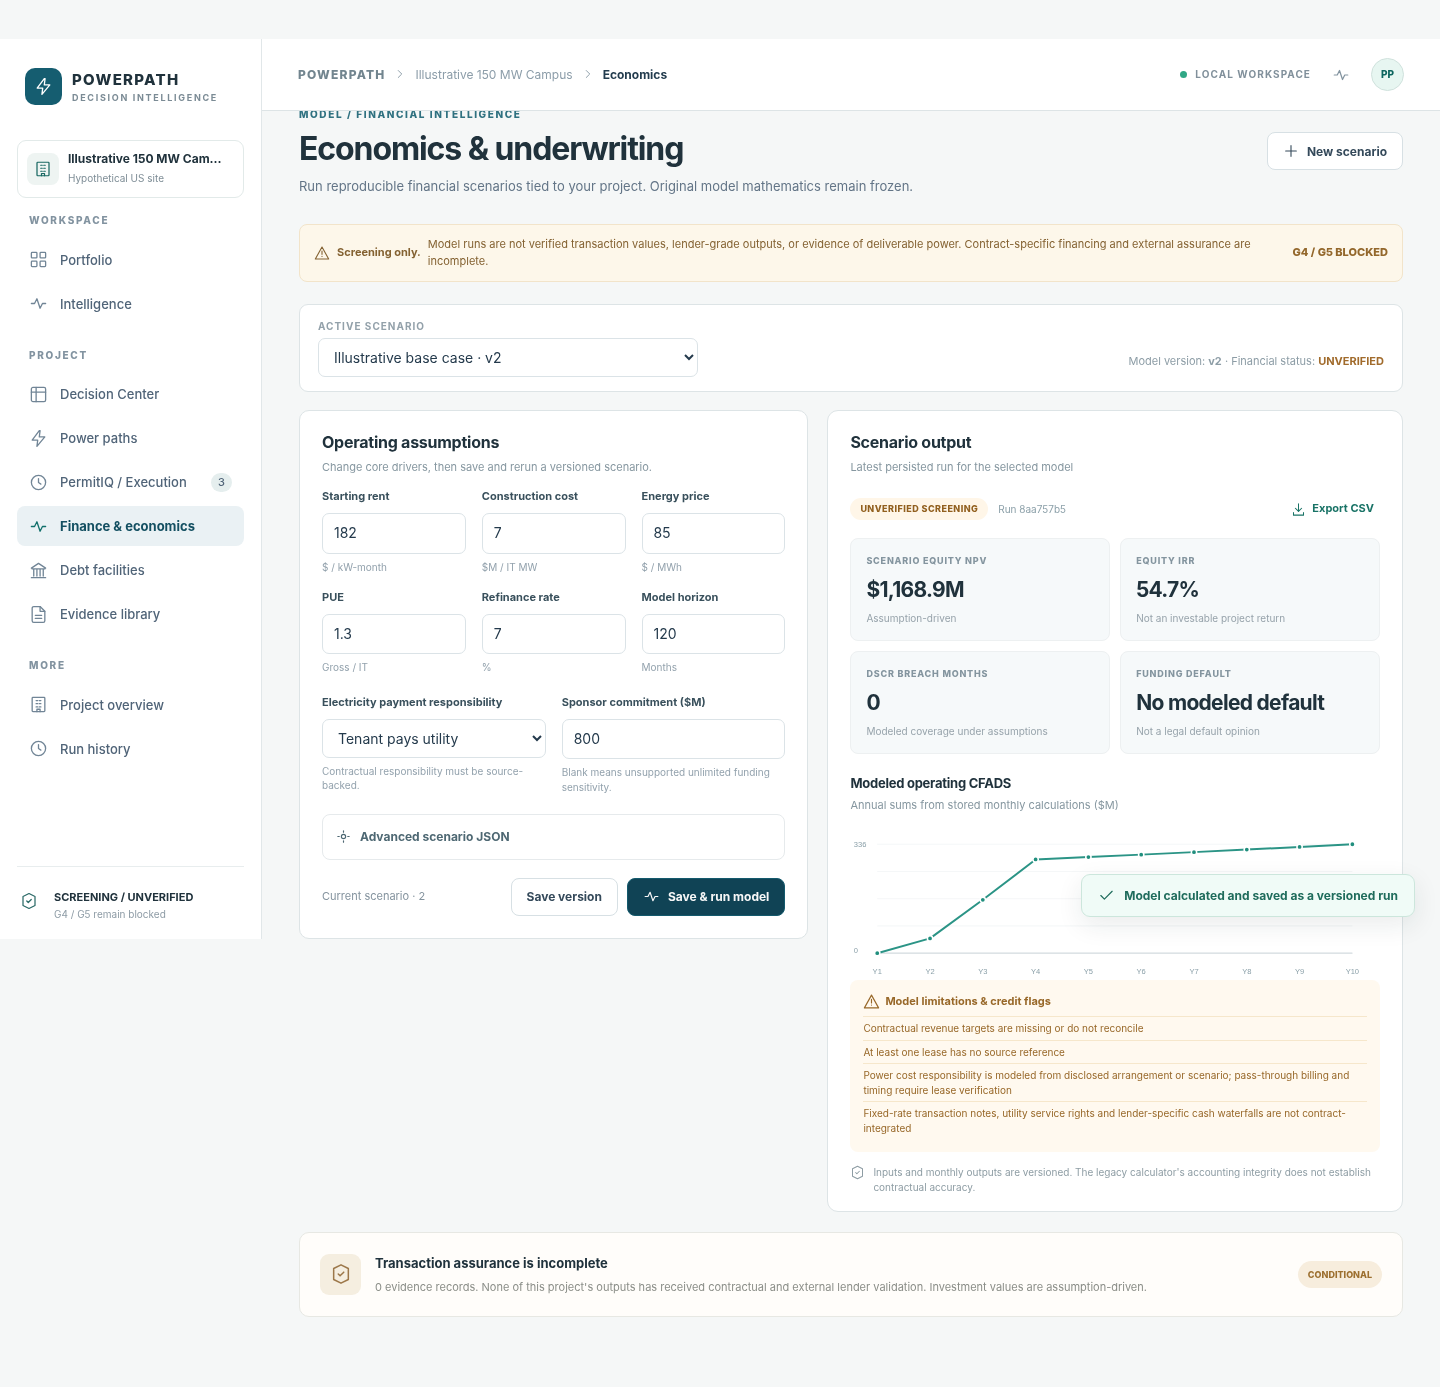 POWERPATH
DECISION INTELLIGENCE
Illustrative 150 MW Cam...
Hypothetical US site
WORKSPACE
Portfolio
Intelligence
PROJECT
Decision Center
Power paths
PermitIQ / Execution 3
Finance & economics
Debt facilities
Evidence library
MORE
Project overview
Run history
SCREENING / UNVERIFIED
G4 / G5 remain blocked
POWERPATH > Illustrative 150 MW Campus > Economics
LOCAL WORKSPACE
PP
MODEL / FINANCIAL INTELLIGENCE
Economics & underwriting
Run reproducible financial scenarios tied to your project. Original model mathematics remain frozen.
New scenario
Screening only. Model runs are not verified transaction values, lender-grade outputs, or evidence of deliverable power. Contract-specific financing and external assurance are
incomplete.
G4 / G5 BLOCKED
ACTIVE SCENARIO
Illustrative base case · v2
Model version: v2 · Financial status: UNVERIFIED
Operating assumptions
Change core drivers, then save and rerun a versioned scenario.
Starting rent Construction cost Energy price
182 7 85
$ / kW-month $M / IT MW $ / MWh
PUE Refinance rate Model horizon
1.3 7 120
Gross / IT % Months
Electricity payment responsibility Sponsor commitment ($M)
Tenant pays utility 800
Contractual responsibility must be source-
backed.
Blank means unsupported unlimited funding
sensitivity.
Advanced scenario JSON
Current scenario · 2
Save version
Save & run model
Scenario output
Latest persisted run for the selected model
UNVERIFIED SCREENING Run 8aa757b5 Export CSV
SCENARIO EQUITY NPV
$1,168.9M
Assumption-driven
EQUITY IRR
54.7%
Not an investable project return
DSCR BREACH MONTHS
0
Modeled coverage under assumptions
FUNDING DEFAULT
No modeled default
Not a legal default opinion
Modeled operating CFADS
Annual sums from stored monthly calculations ($M)
336
0
Y1 Y2 Y3 Y4 Y5 Y6 Y7 Y8 Y9 Y10
Model calculated and saved as a versioned run
Model limitations & credit flags
Contractual revenue targets are missing or do not reconcile
At least one lease has no source reference
Power cost responsibility is modeled from disclosed arrangement or scenario; pass-through billing and
timing require lease verification
Fixed-rate transaction notes, utility service rights and lender-specific cash waterfalls are not contract-
integrated
Inputs and monthly outputs are versioned. The legacy calculator's accounting integrity does not establish
contractual accuracy.
Transaction assurance is incomplete
0 evidence records. None of this project's outputs has received contractual and external lender validation. Investment values are assumption-driven.
CONDITIONAL